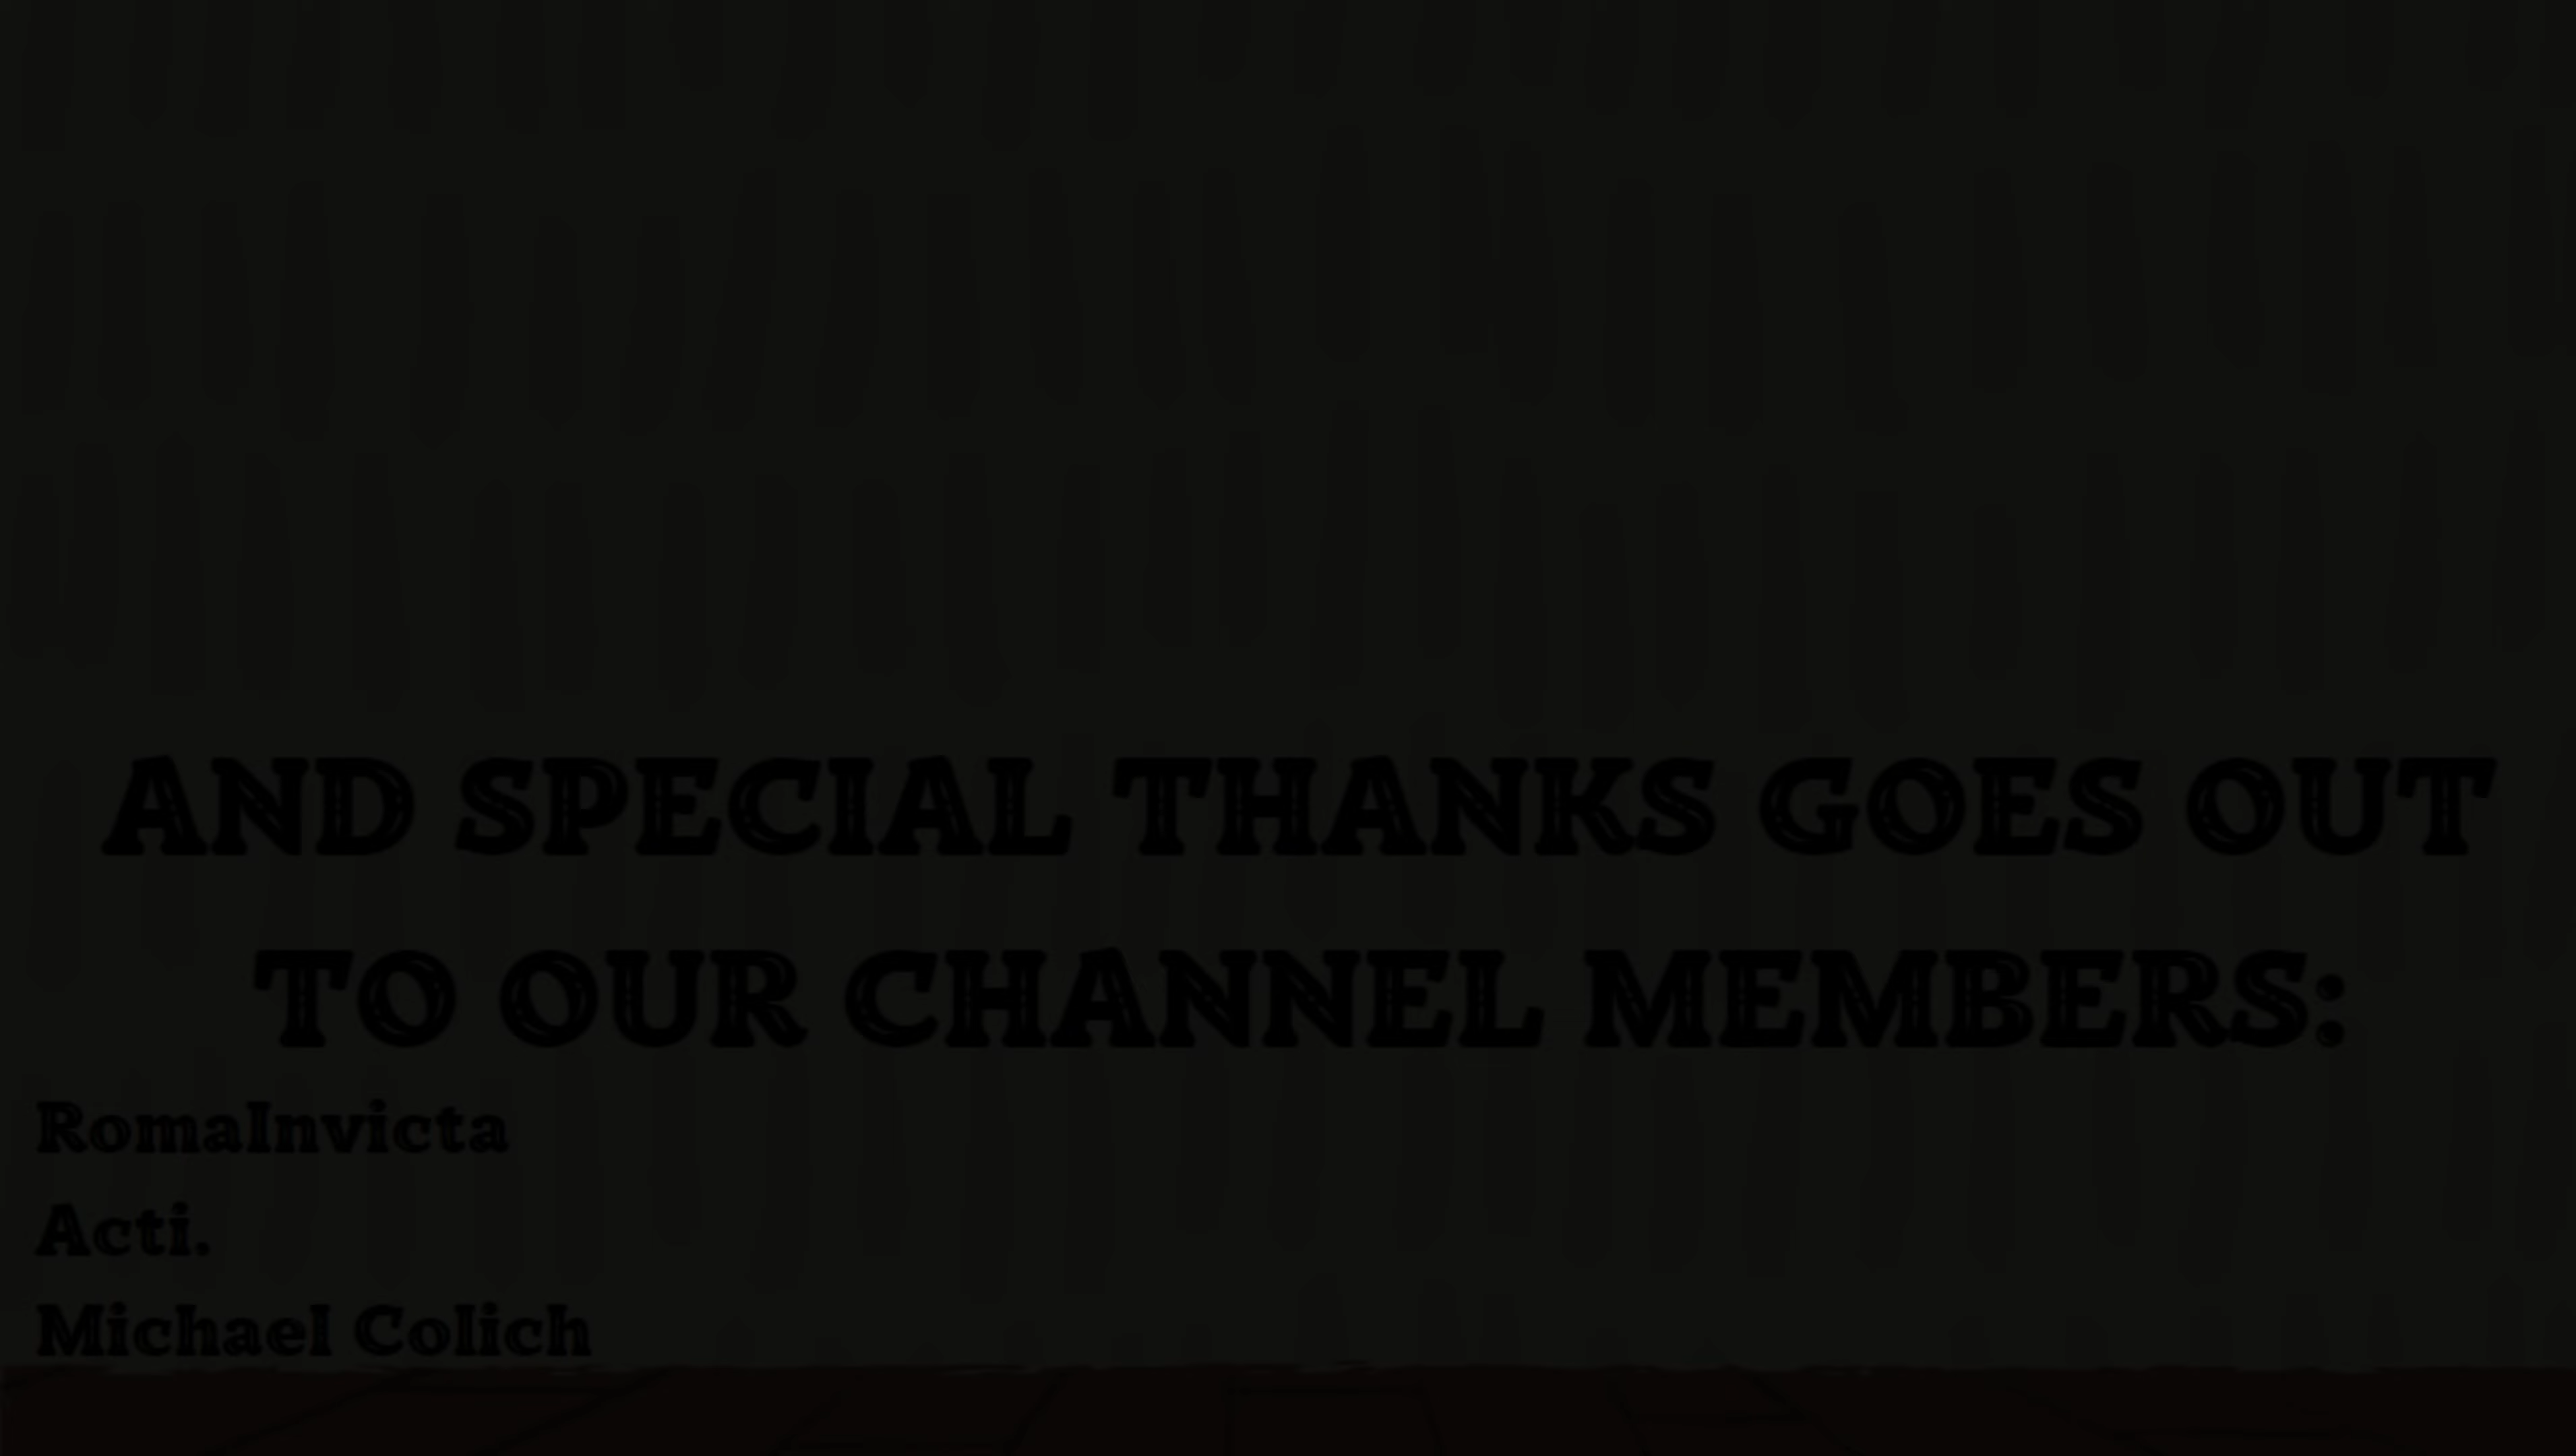 AND SPECIAL THANKS GOES OUT
TO OUR CHANNEL MEMBERS:
RomaInvicta
Acti.
Michael Colich